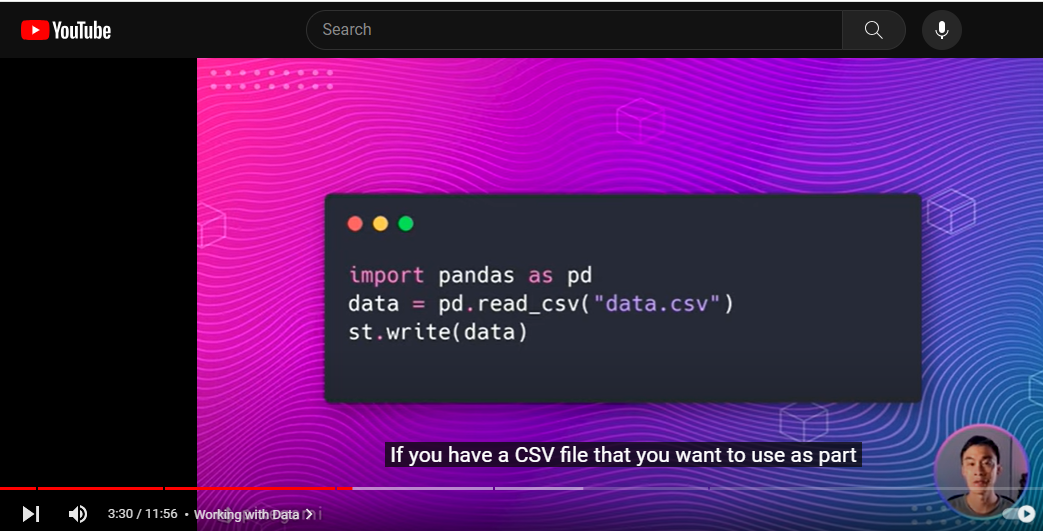 YouTube
Search
import pandas as pd
data = pd.read_csv("data.csv")
st.write(data)
If you have a CSV file that you want to use as part
3:30 / 11:56 • Working with Data